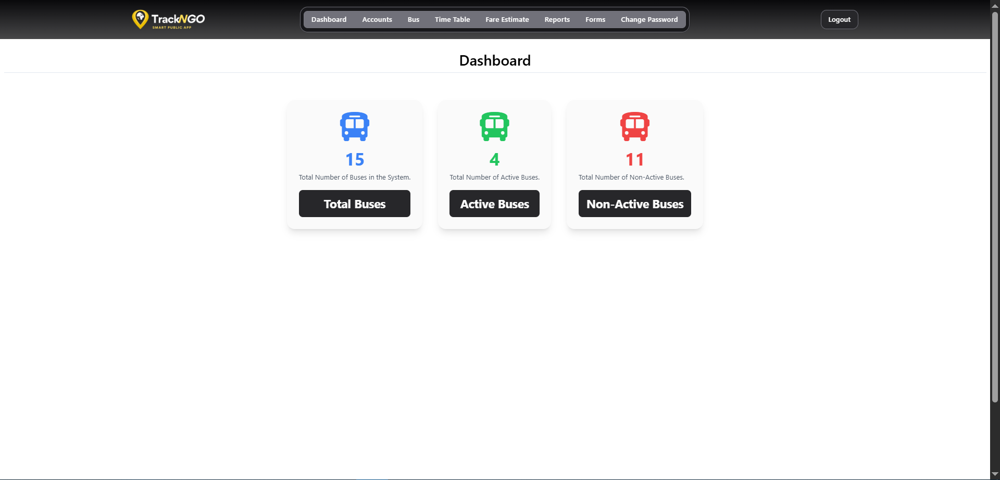 TrackNGO
SMART PUBLIC APP
Dashboard Accounts Bus Time Table Fare Estimate Reports Forms Change Password
Logout
Dashboard
15
Total Number of Buses in the System.
Total Buses
4
Total Number of Active Buses.
Active Buses
11
Total Number of Non-Active Buses.
Non-Active Buses